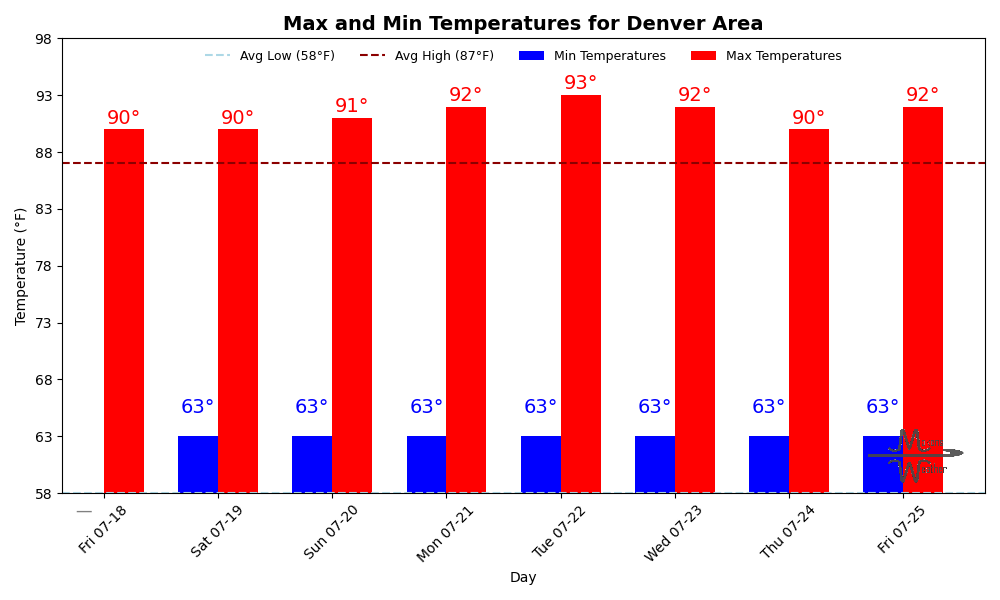 Max and Min Temperatures for Denver Area
Avg Low (58°F) Avg High (87°F) Min Temperatures Max Temperatures
98
93
88
83
78
73
68
63
58
Temperature (°F)
90° 90° 91° 92° 93° 92° 90° 92°
63° 63° 63° 63° 63° 63° 63°
—
Fri 07-18 Sat 07-19 Sun 07-20 Mon 07-21 Tue 07-22 Wed 07-23 Thu 07-24 Fri 07-25
Day